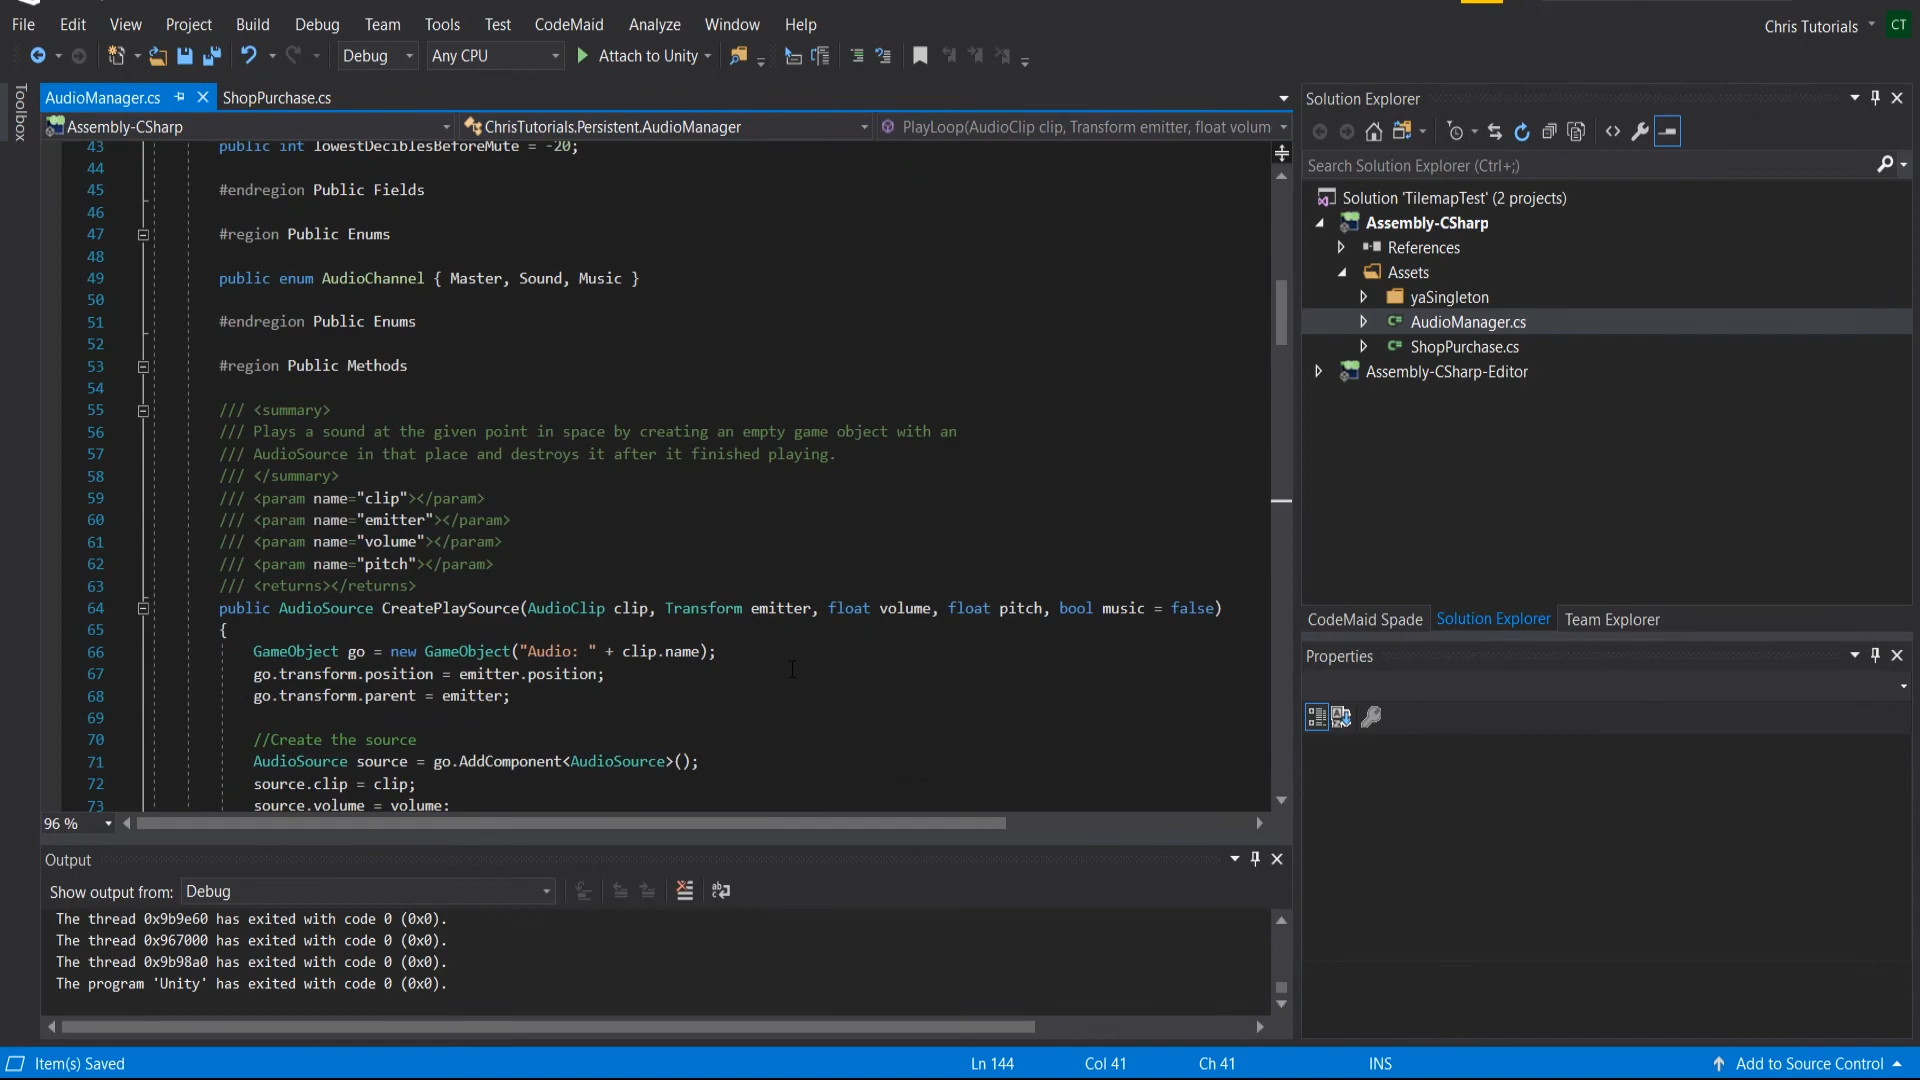 File Edit View Project Build Debug Team Tools Test CodeMaid Analyze Window Help
Chris Tutorials CT
Debug Any CPU Attach to Unity
Toolbox
AudioManager.cs ShopPurchase.cs
Assembly-CSharp ChrisTutorials.Persistent.AudioManager PlayLoop(AudioClip clip, Transform emitter, float volum
43 public int lowestDeciblesBeforeMute = -20;
44
45 #endregion Public Fields
46
47 #region Public Enums
48
49 public enum AudioChannel { Master, Sound, Music }
50
51 #endregion Public Enums
52
53 #region Public Methods
54
55 /// <summary>
56 /// Plays a sound at the given point in space by creating an empty game object with an
57 /// AudioSource in that place and destroys it after it finished playing.
58 /// </summary>
59 /// <param name="clip"></param>
60 /// <param name="emitter"></param>
61 /// <param name="volume"></param>
62 /// <param name="pitch"></param>
63 /// <returns></returns>
64 public AudioSource CreatePlaySource(AudioClip clip, Transform emitter, float volume, float pitch, bool music = false)
65 {
66 GameObject go = new GameObject("Audio: " + clip.name);
67 go.transform.position = emitter.position;
68 go.transform.parent = emitter;
69
70 //Create the source
71 AudioSource source = go.AddComponent<AudioSource>();
72 source.clip = clip;
73 source.volume = volume;
96 %
Output
Show output from: Debug
The thread 0x9b9e60 has exited with code 0 (0x0).
The thread 0x967000 has exited with code 0 (0x0).
The thread 0x9b98a0 has exited with code 0 (0x0).
The program 'Unity' has exited with code 0 (0x0).
Solution Explorer
Search Solution Explorer (Ctrl+;)
Solution 'TilemapTest' (2 projects)
Assembly-CSharp
References
Assets
yaSingleton
AudioManager.cs
ShopPurchase.cs
Assembly-CSharp-Editor
CodeMaid Spade Solution Explorer Team Explorer
Properties
Item(s) Saved Ln 144 Col 41 Ch 41 INS Add to Source Control